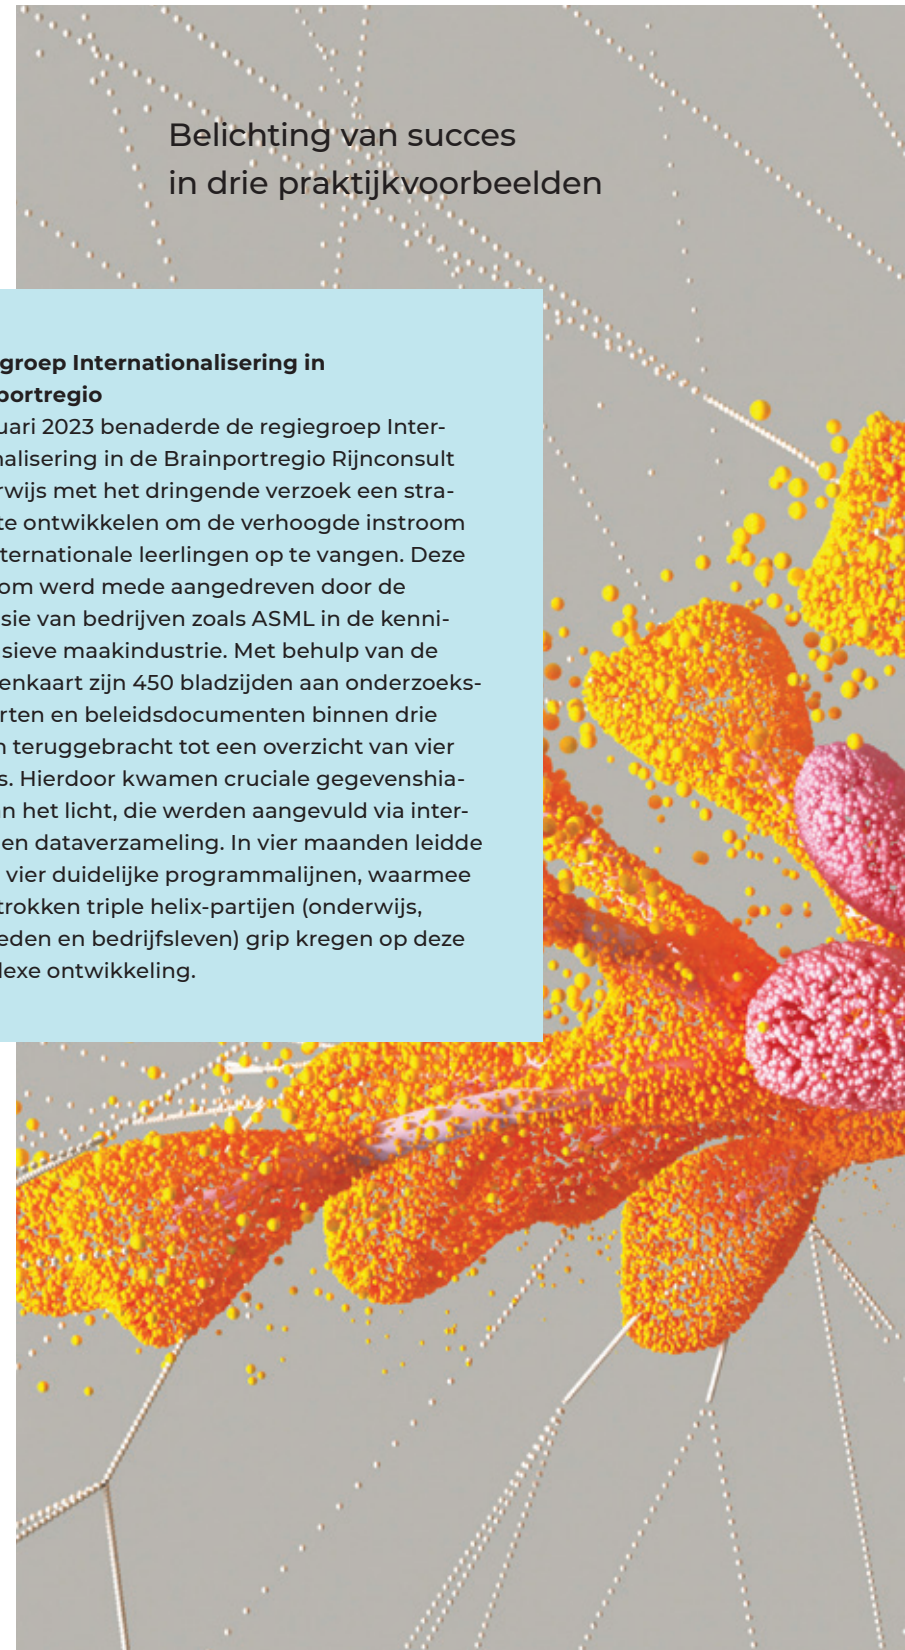 Belichting van succes
in drie praktijkvoorbeelden
groep Internationalisering in
portregio
uari 2023 benaderde de regiegroep Inter-
nalisering in de Brainportregio Rijnconsult
rwijs met het dringende verzoek een stra-
te ontwikkelen om de verhoogde instroom
ternationale leerlingen op te vangen. Deze
om werd mede aangedreven door de
sie van bedrijven zoals ASML in de kenni-
sieve maakindustrie. Met behulp van de
enkaart zijn 450 bladzijden aan onderzoeks-
rten en beleidsdocumenten binnen drie
n teruggebracht tot een overzicht van vier
s. Hierdoor kwamen cruciale gegevenshia-
an het licht, die werden aangevuld via inter-
en dataverzameling. In vier maanden leidde
vier duidelijke programmalijnen, waarmee
trokken triple helix-partijen (onderwijs,
eden en bedrijfsleven) grip kregen op deze
lexe ontwikkeling.